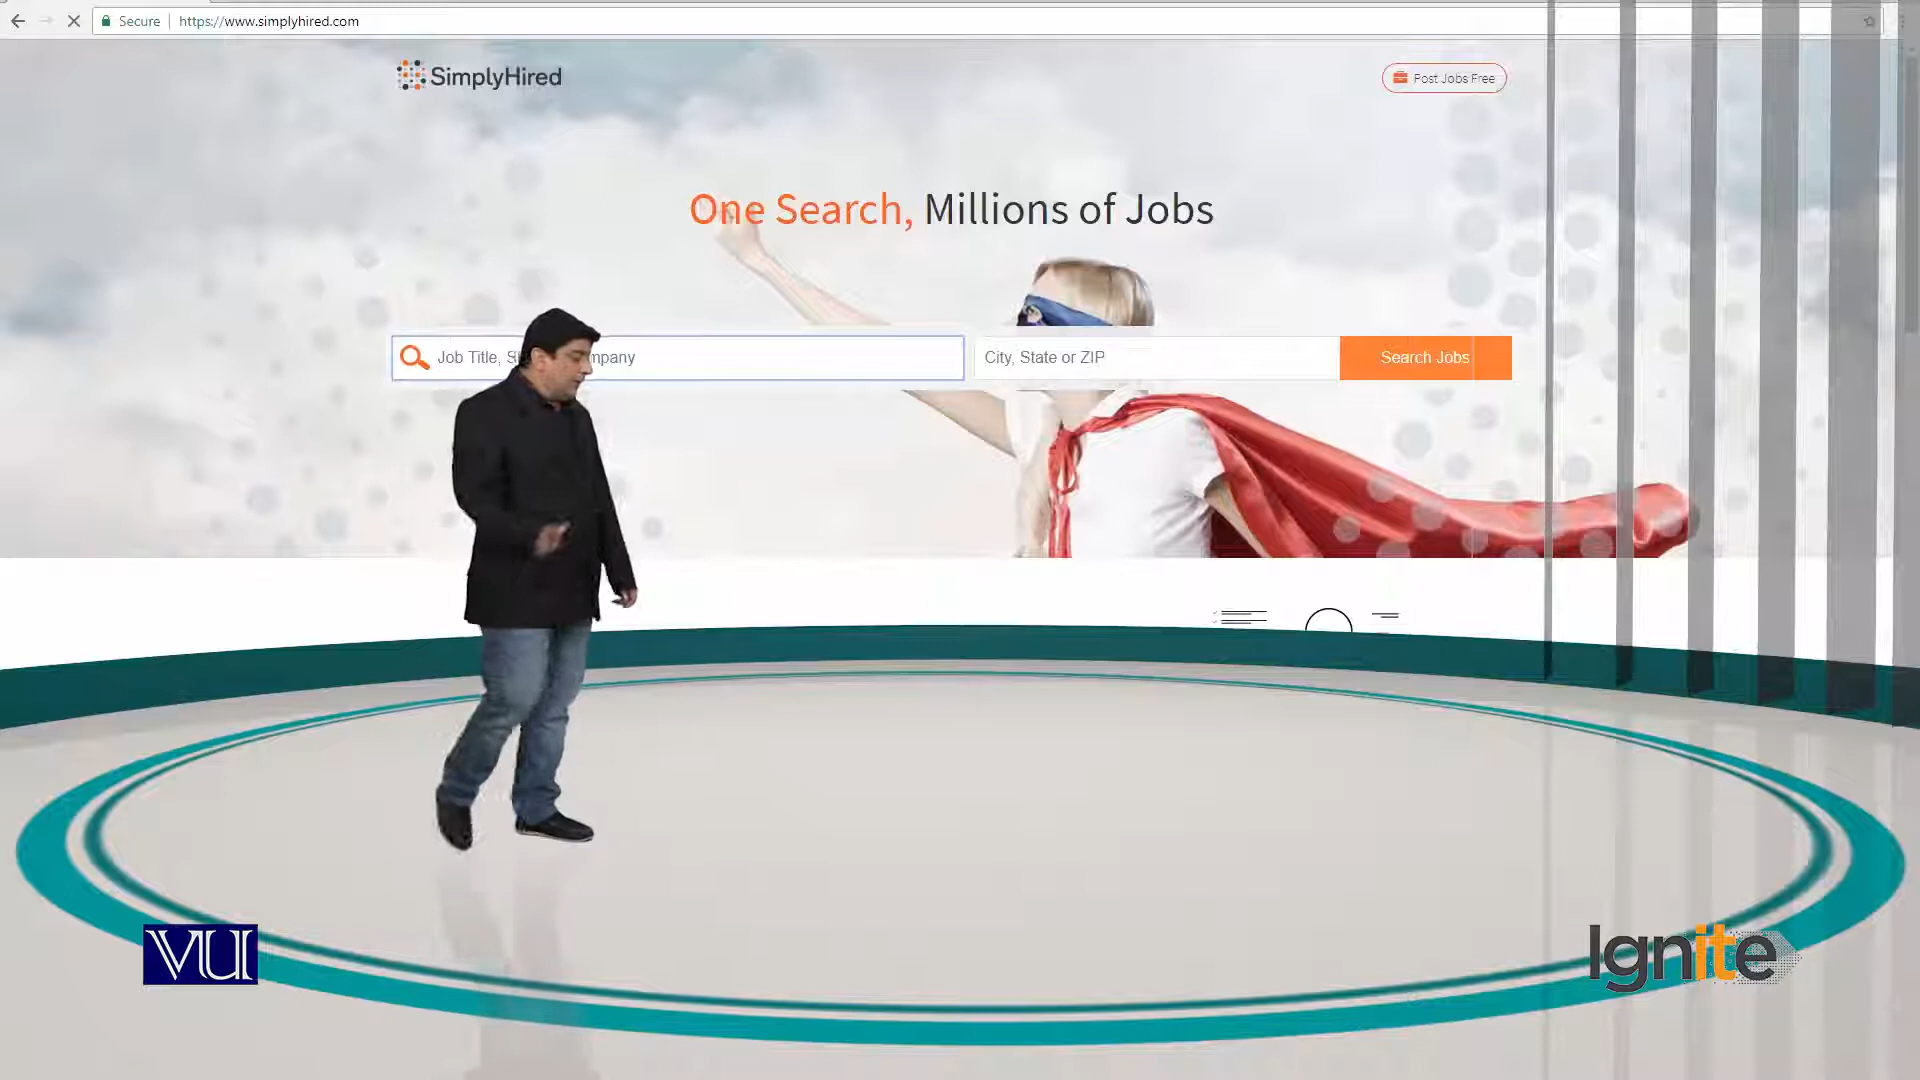 Secure https://www.simplyhired.com
SimplyHired
Post Jobs Free
One Search, Millions of Jobs
Job Title,
City, State or ZIP
Search Jobs
VU
Ignite